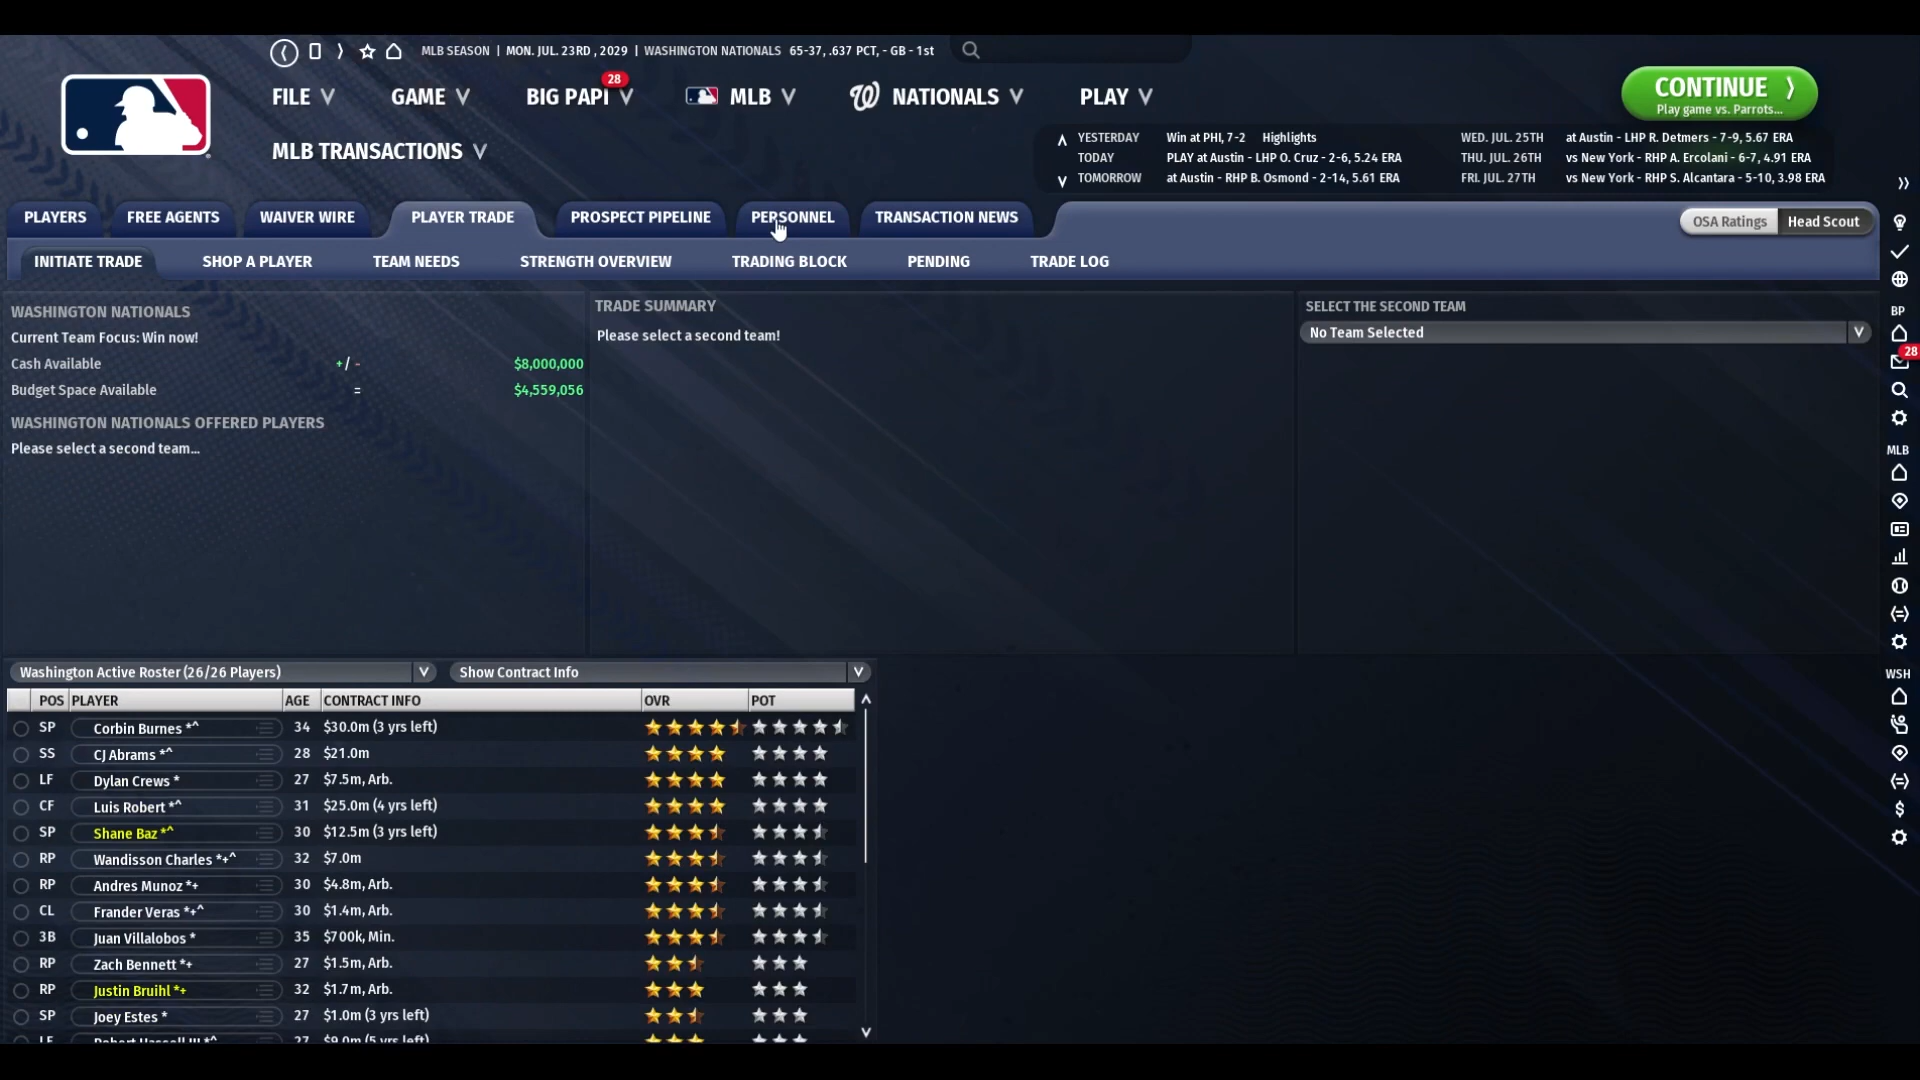 MLB SEASON | MON. JUL. 23RD , 2029 | WASHINGTON NATIONALS 65-37, .637 PCT, - GB - 1st
FILE GAME BIG PAPI 28 MLB NATIONALS PLAY
CONTINUE
Play game vs. Parrots...
MLB TRANSACTIONS
YESTERDAY Win at PHI, 7-2 Highlights WED. JUL. 25TH at Austin - LHP R. Detmers - 7-9, 5.67 ERA
TODAY PLAY at Austin - LHP O. Cruz - 2-6, 5.24 ERA THU. JUL. 26TH vs New York - RHP A. Ercolani - 6-7, 4.91 ERA
TOMORROW at Austin - RHP B. Osmond - 2-14, 5.61 ERA FRI. JUL. 27TH vs New York - RHP S. Alcantara - 5-10, 3.98 ERA
PLAYERS FREE AGENTS WAIVER WIRE PLAYER TRADE PROSPECT PIPELINE PERSONNEL TRANSACTION NEWS OSA Ratings Head Scout
INITIATE TRADE SHOP A PLAYER TEAM NEEDS STRENGTH OVERVIEW TRADING BLOCK PENDING TRADE LOG
WASHINGTON NATIONALS
Current Team Focus: Win now!
Cash Available +/- $8,000,000
Budget Space Available = $4,559,056
WASHINGTON NATIONALS OFFERED PLAYERS
Please select a second team...
TRADE SUMMARY
Please select a second team!
SELECT THE SECOND TEAM
No Team Selected
BP
28
MLB
WSH
$
Washington Active Roster (26/26 Players) Show Contract Info
POS PLAYER AGE CONTRACT INFO OVR POT
SP Corbin Burnes *^ 34 $30.0m (3 yrs left)
SS CJ Abrams *^ 28 $21.0m
LF Dylan Crews * 27 $7.5m, Arb.
CF Luis Robert *^ 31 $25.0m (4 yrs left)
SP Shane Baz *^ 30 $12.5m (3 yrs left)
RP Wandisson Charles *+^ 32 $7.0m
RP Andres Munoz *+ 30 $4.8m, Arb.
CL Frander Veras *+^ 30 $1.4m, Arb.
3B Juan Villalobos * 35 $700k, Min.
RP Zach Bennett *+ 27 $1.5m, Arb.
RP Justin Bruihl *+ 32 $1.7m, Arb.
SP Joey Estes * 27 $1.0m (3 yrs left)
LF Robert Hassell III *^ 27 $9.0m (5 yrs left)